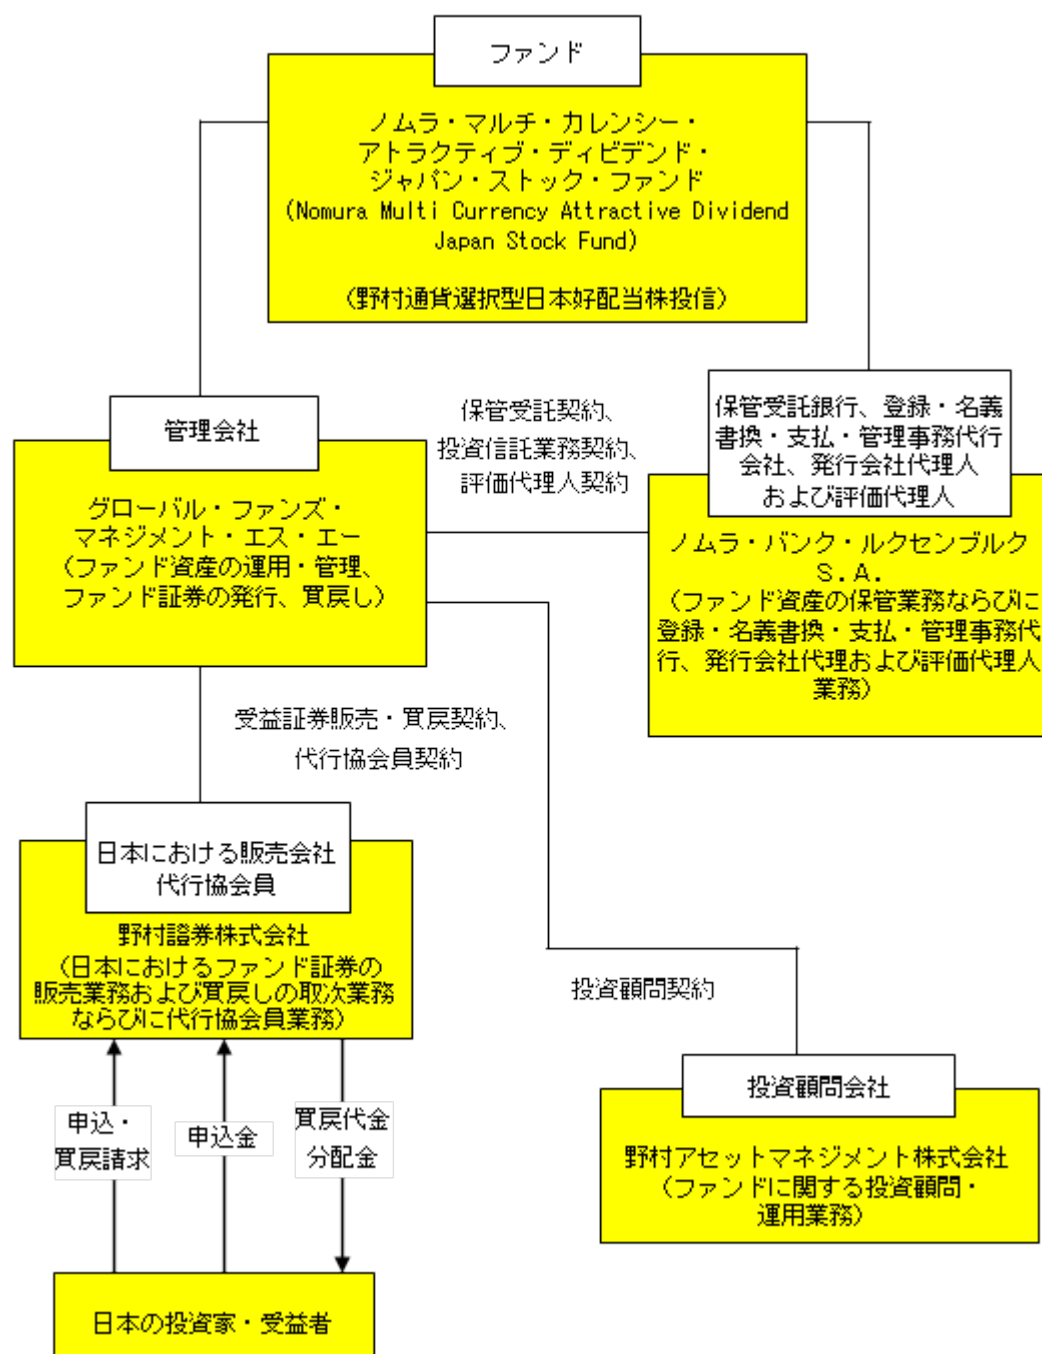 ファンド
ノムラ・マルチ・カレンシー・
アトラクティブ・ディビデンド・
ジャパン・ストック・ファンド
(Nomura Multi Currency Attractive Dividend
Japan Stock Fund)
(野村通貨選択型日本好配当株投信)
管理会社
グローバル・ファンズ・
マネジメント・エス・エー
(ファンド資産の運用・管理、
ファンド証券の発行、買戻し)
保管受託契約、
投資信託業務契約、
評価代理人契約
保管受託銀行、登録・名義
書換・支払・管理事務代行
会社、発行会社代理人
および評価代理人
ノムラ・バンク・ルクセンブルク
S.A.
(ファンド資産の保管業務ならびに
登録・名義書換・支払・管理事務代
行、発行会社代理および評価代理人
業務)
受益証券販売・買戻契約、
代行協会員契約
日本における販売会社
代行協会員
野村證券株式会社
(日本におけるファンド証券の
販売業務および買戻しの取次業務
ならびに代行協会員業務)
投資顧問契約
投資顧問会社
野村アセットマネジメント株式会社
(ファンドに関する投資顧問・
運用業務)
申込・
買戻請求
申込金
買戻代金
分配金
日本の投資家・受益者